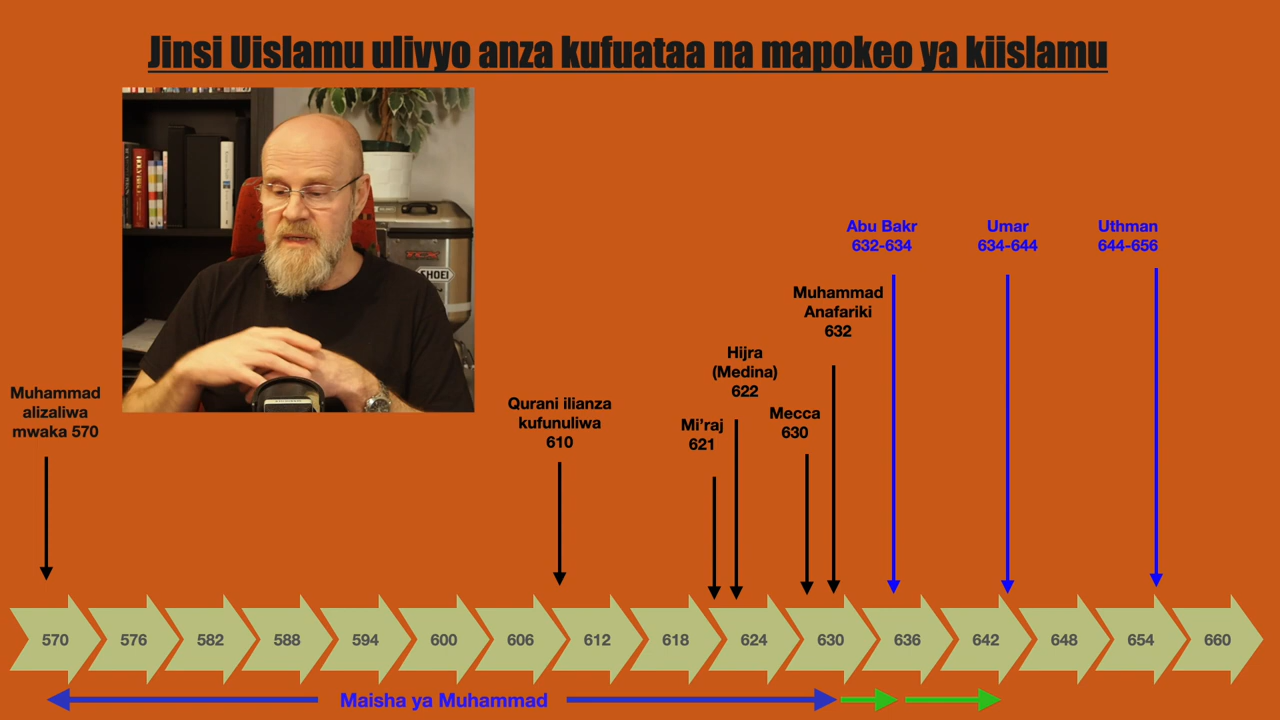 Jinsi Uislamu ulivyo anza kufuataa na mapokeo ya kiislamu
SHOEI
Abu Bakr
632-634
Umar
634-644
Uthman
644-656
Muhammad
Anafariki
632
Hijra
(Medina)
622
Muhammad
alizaliwa
mwaka 570
Qurani ilianza
kufunuliwa
610
Mi’raj
621
Mecca
630
570 576 582 588 594 600 606 612 618 624 630 636 642 648 654 660
Maisha ya Muhammad